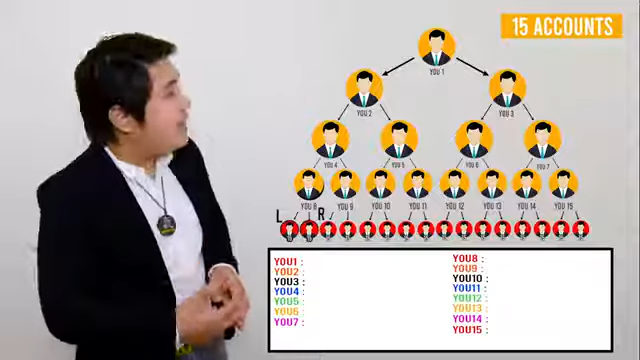 15 ACCOUNTS
YOU 1
YOU 2
YOU 3
YOU 4
YOU 5
YOU 6
YOU 7
YOU 8
YOU 9
YOU 10
YOU 11
YOU 12
YOU 13
YOU 14
YOU 15
L
R
YOU1 :
YOU2 :
YOU3 :
YOU4 :
YOU5 :
YOU6 :
YOU7 :
YOU8 :
YOU9 :
YOU10 :
YOU11 :
YOU12 :
YOU13 :
YOU14 :
YOU15 :